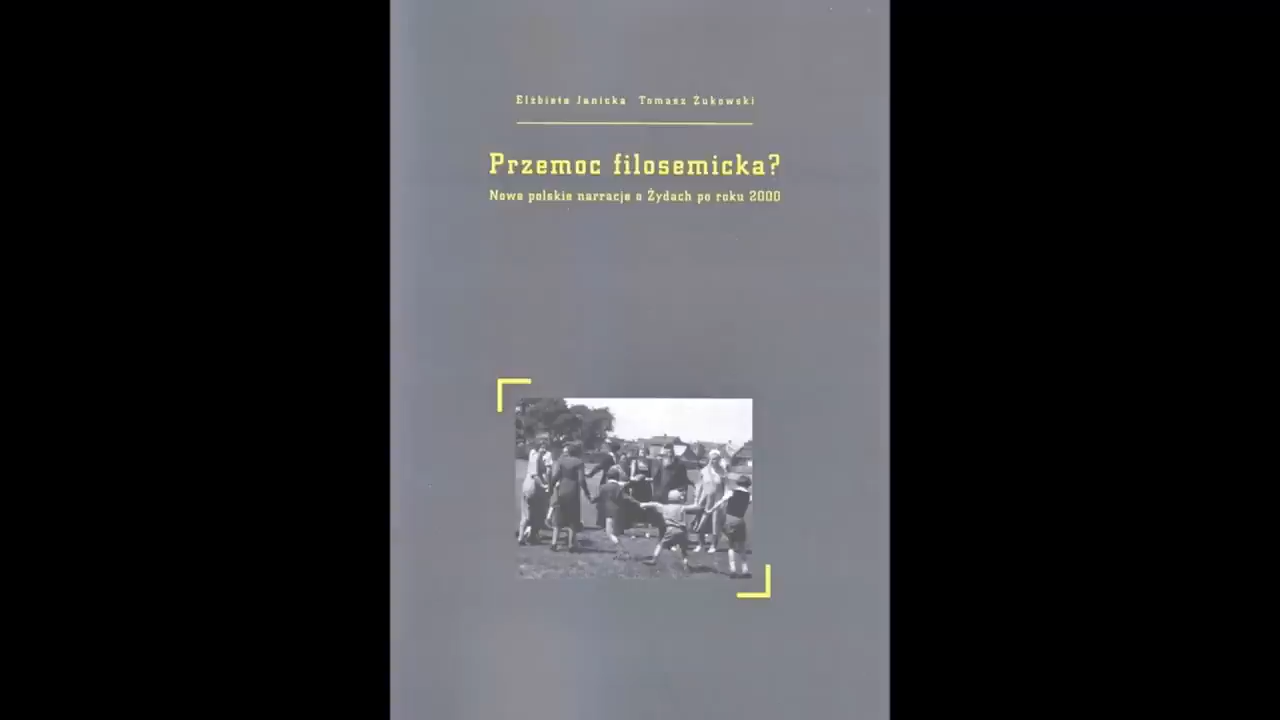 Elżbieta Janicka Tomasz Żukowski
Przemoc filosemicka?
Nowe polskie narracje o Żydach po roku 2000